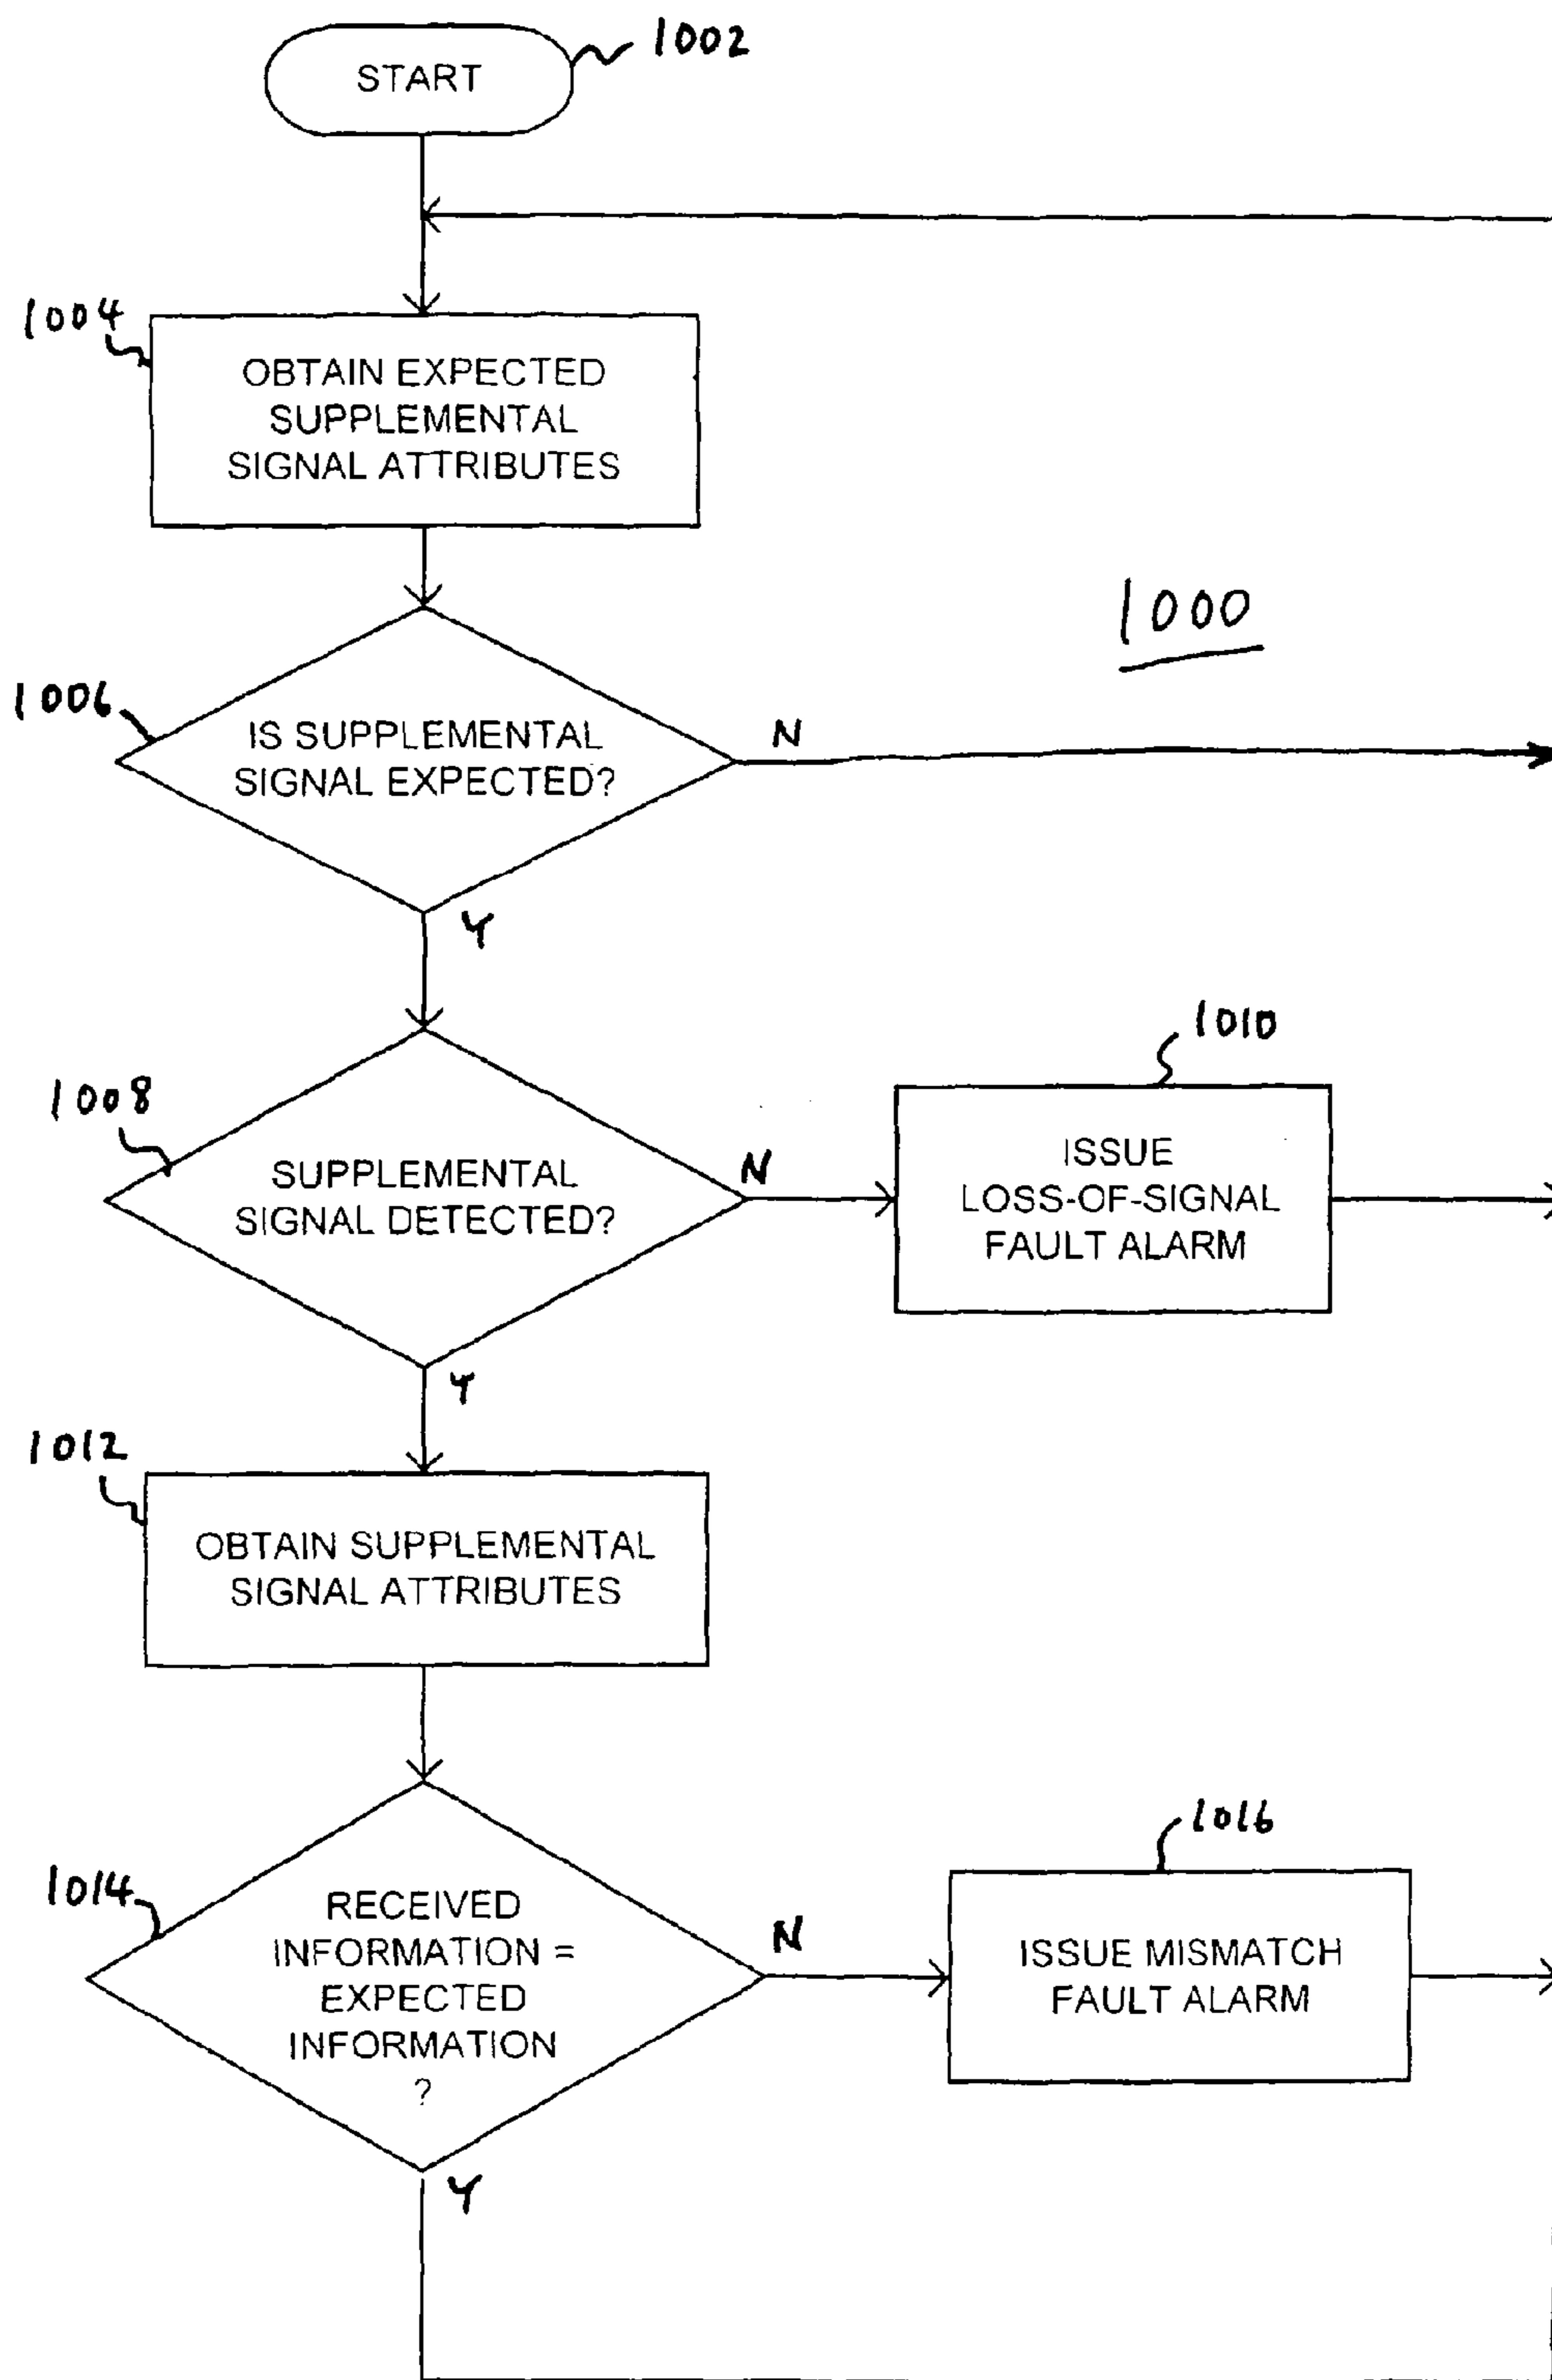 1002
START
1004
OBTAIN EXPECTED
SUPPLEMENTAL
SIGNAL ATTRIBUTES
1000
1006
IS SUPPLEMENTAL
SIGNAL EXPECTED?
N
Y
1008
SUPPLEMENTAL
SIGNAL DETECTED?
N
1010
ISSUE
LOSS-OF-SIGNAL
FAULT ALARM
Y
1012
OBTAIN SUPPLEMENTAL
SIGNAL ATTRIBUTES
1014
RECEIVED
INFORMATION =
EXPECTED
INFORMATION
?
N
1016
ISSUE MISMATCH
FAULT ALARM
Y